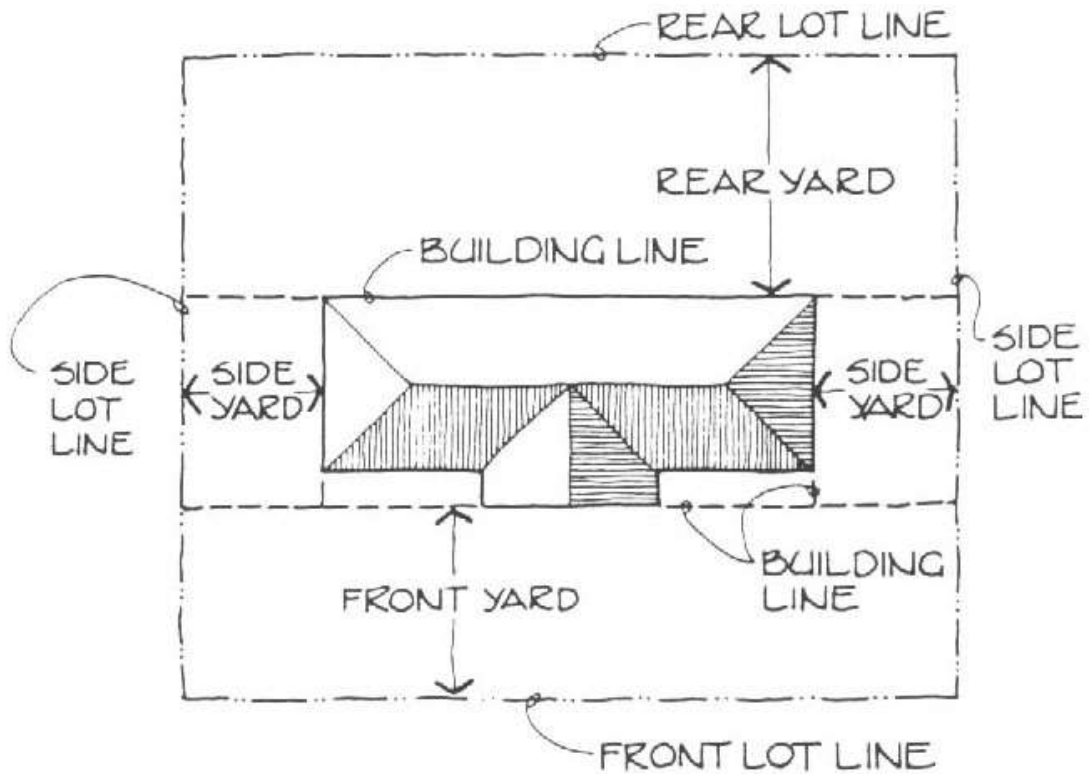 REAR LOT LINE
REAR YARD
BUILDING LINE
SIDE
LOT
LINE
SIDE
YARD
SIDE
YARD
SIDE
LOT
LINE
BUILDING
LINE
FRONT YARD
FRONT LOT LINE